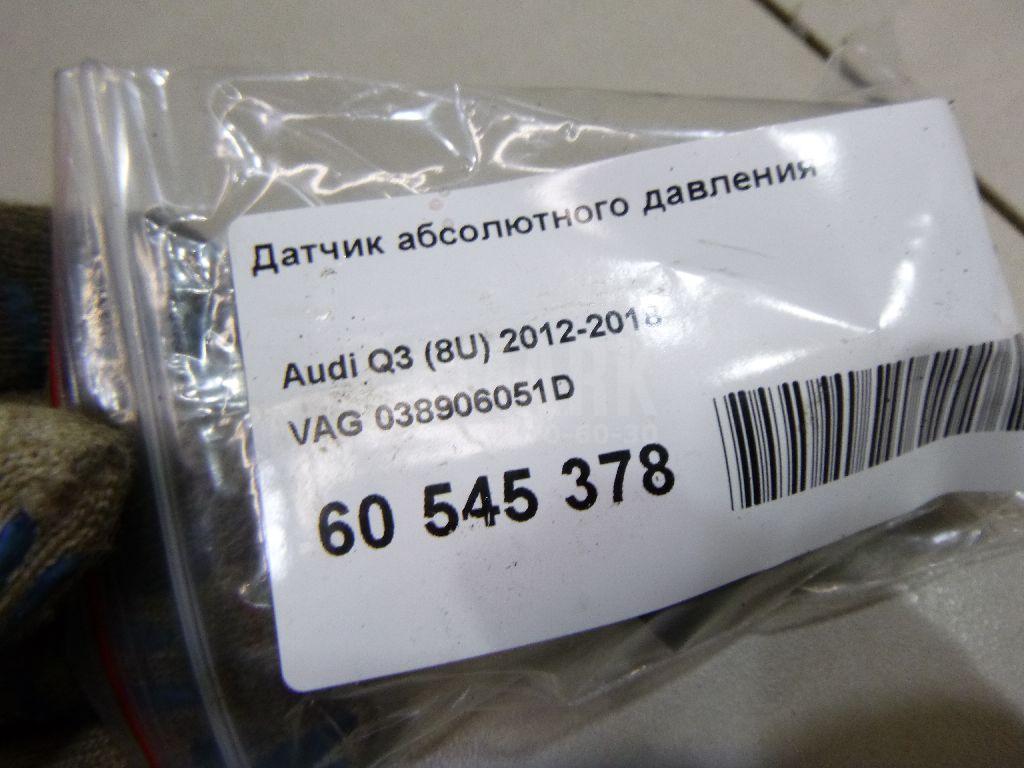 Датчик абсолютного давления
Audi Q3 (8U) 2012-2018
VAG 038906051D
60 545 378